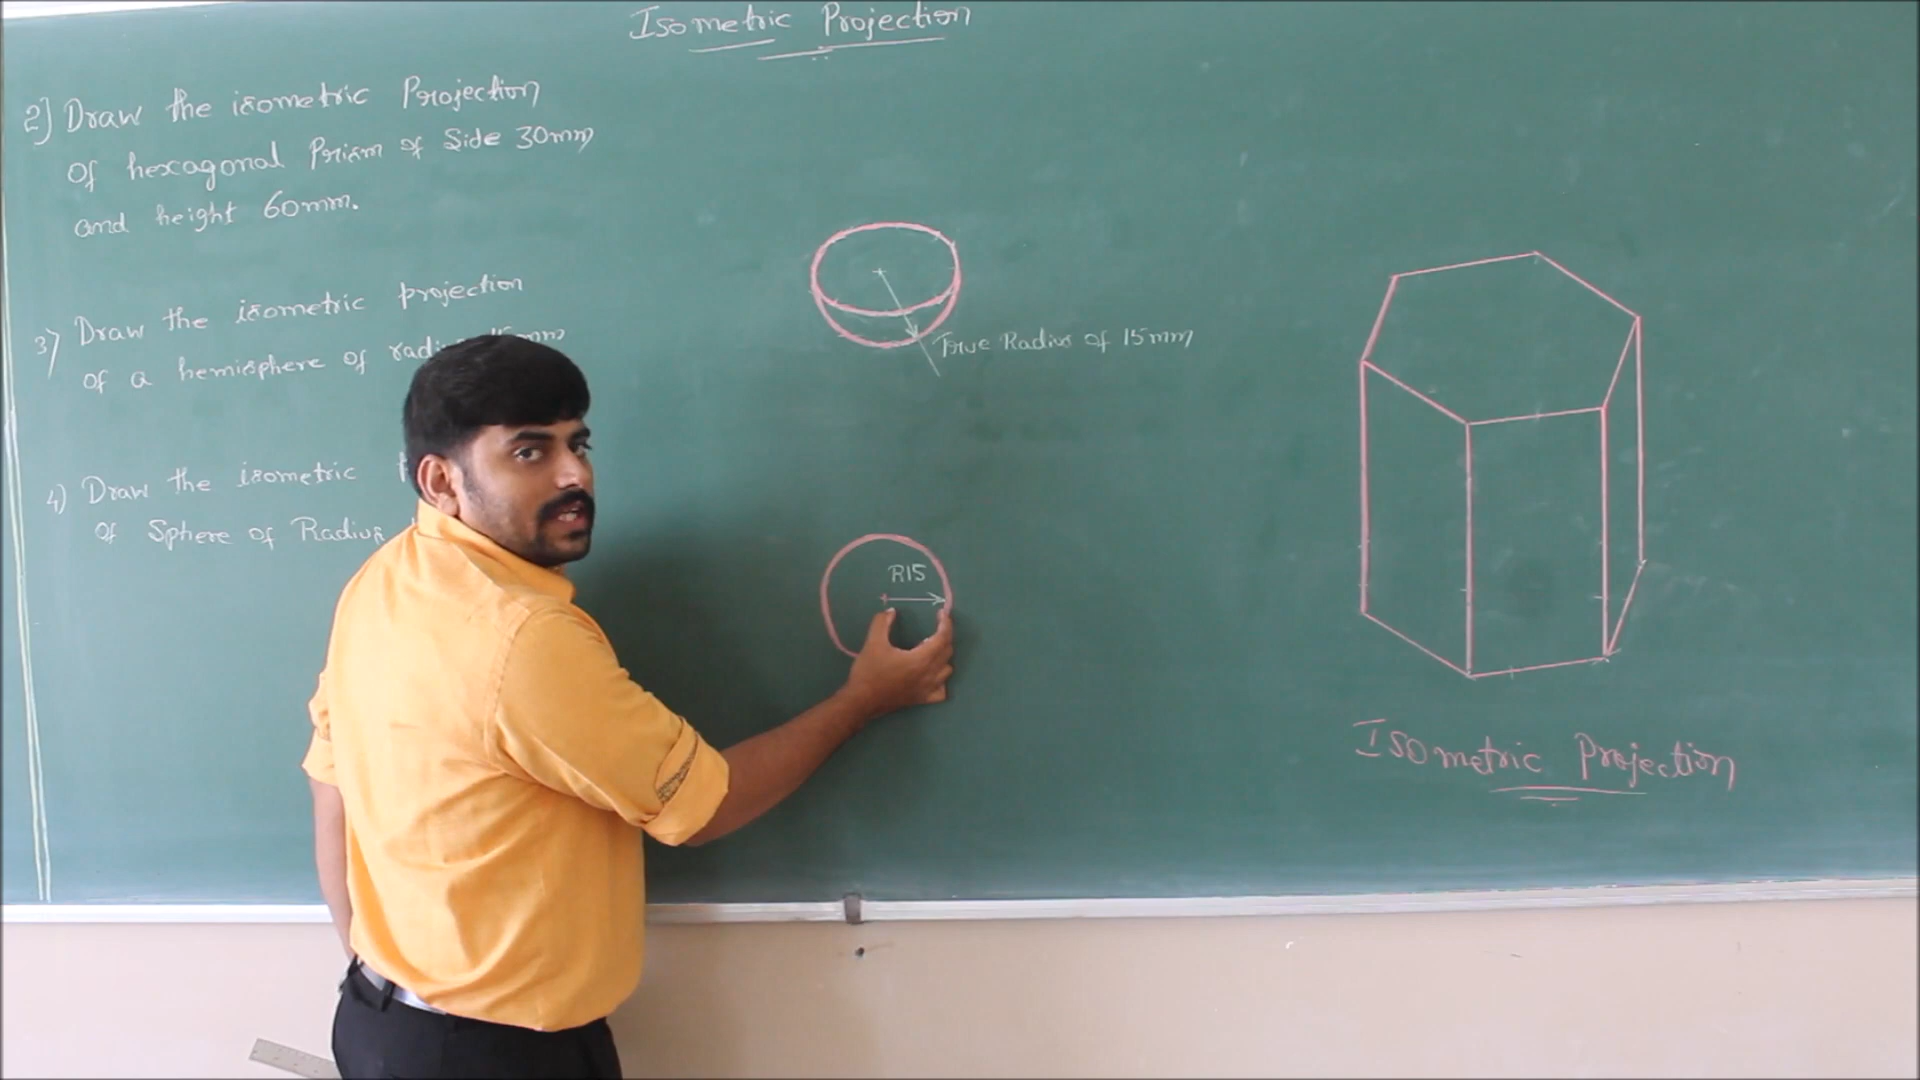 Isometric Projection
2] Draw the isometric Projection
of hexagonal Prism of Side 30mm
and height 60mm.
3) Draw the isometric projection
of a hemisphere of
4) Draw the isometric
of Sphere of Radius
True Radius of 15mm
R15
Isometric Projection